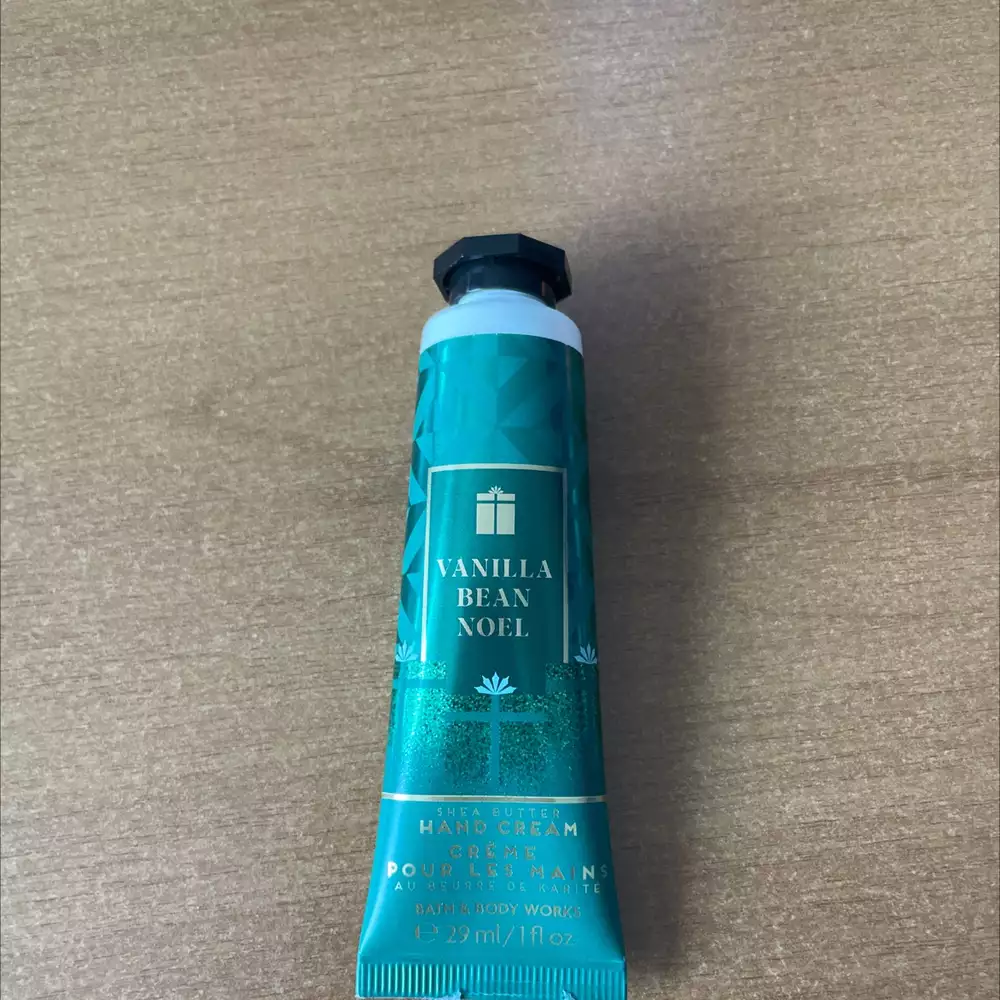 VANILLA
BEAN
NOEL
SHEA BUTTER
HAND CREAM
CRÈME
POUR LES MAINS
AU BEURRE DE KARITÉ
BATH & BODY WORKS
℮ 29 ml/1 fl oz